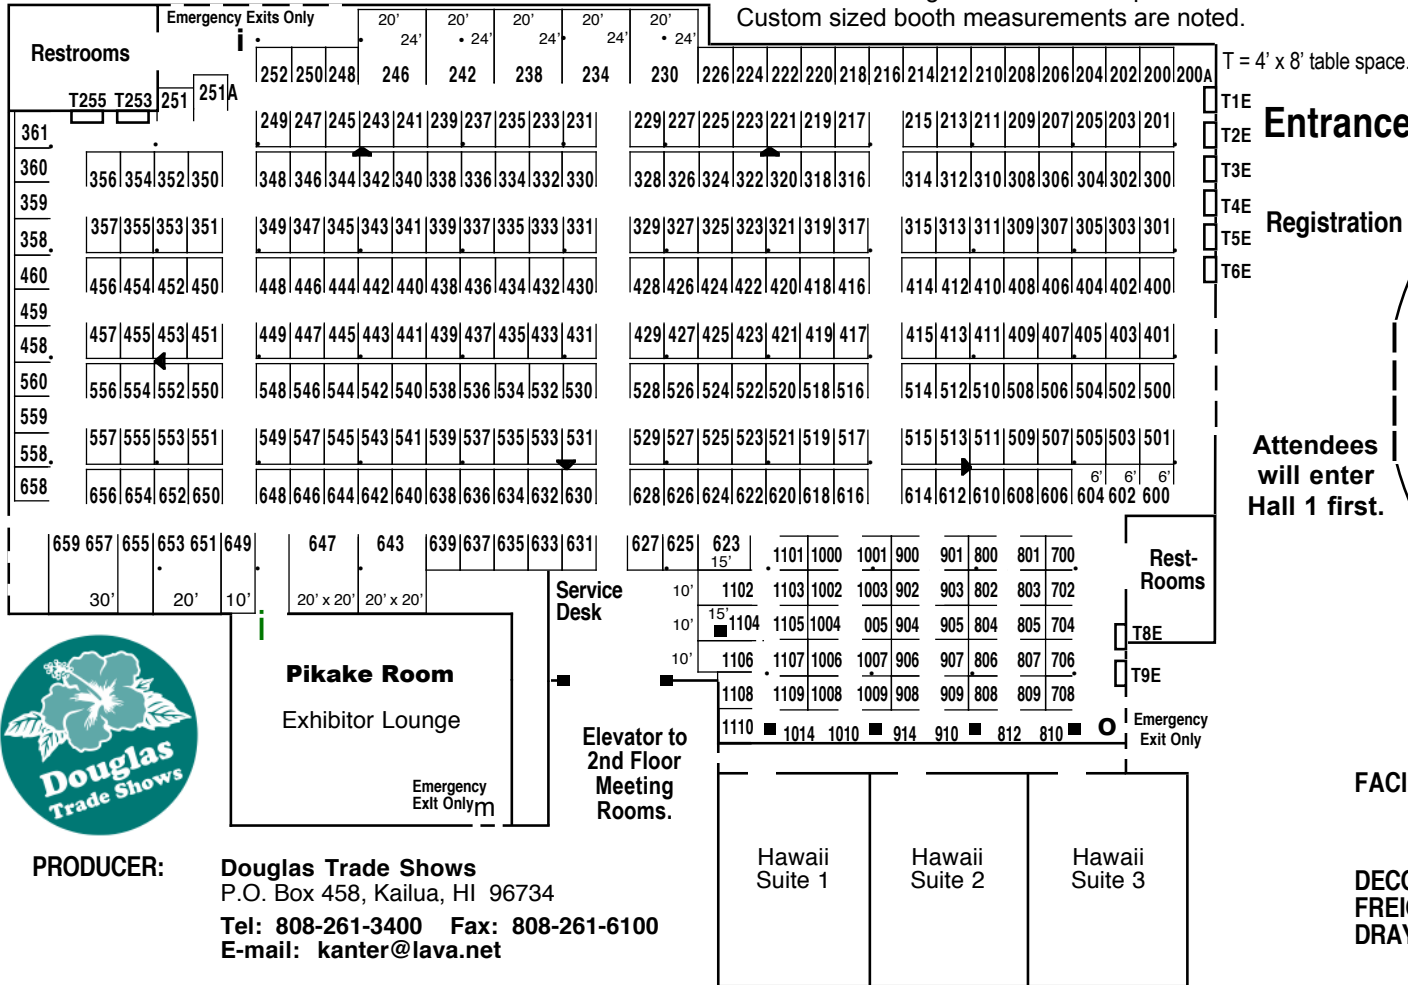 Custom sized booth measurements are noted.
Emergency Exits Only
i
20' 20' 20' 20' 20'
24' 24' 24' 24' 24'
Restrooms
T = 4' x 8' table space.
252 250 248 246 242 238 234 230 226 224 222 220 218 216 214 212 210 208 206 204 202 200 200A
T255 T253 251 251A
T1E
Entrance
361 249 247 245 243 241 239 237 235 233 231 229 227 225 223 221 219 217 215 213 211 209 207 205 203 201 T2E
360 356 354 352 350 348 346 344 342 340 338 336 334 332 330 328 326 324 322 320 318 316 314 312 310 308 306 304 302 300 T3E
359 T4E
Registration
358 357 355 353 351 349 347 345 343 341 339 337 335 333 331 329 327 325 323 321 319 317 315 313 311 309 307 305 303 301 T5E
460 456 454 452 450 448 446 444 442 440 438 436 434 432 430 428 426 424 422 420 418 416 414 412 410 408 406 404 402 400 T6E
459
458 457 455 453 451 449 447 445 443 441 439 437 435 433 431 429 427 425 423 421 419 417 415 413 411 409 407 405 403 401
560 556 554 552 550 548 546 544 542 540 538 536 534 532 530 528 526 524 522 520 518 516 514 512 510 508 506 504 502 500
559
558 557 555 553 551 549 547 545 543 541 539 537 535 533 531 529 527 525 523 521 519 517 515 513 511 509 507 505 503 501
6' 6' 6'
658 656 654 652 650 648 646 644 642 640 638 636 634 632 630 628 626 624 622 620 618 616 614 612 610 608 606 604 602 600
Attendees
will enter
Hall 1 first.
659 657 655 653 651 649 647 643 639 637 635 633 631 627 625 623
15'
30' 20' 10' 20' x 20' 20' x 20'
i
Service
Desk
1101 1000 1001 900 901 800 801 700
10' 1102 1103 1002 1003 902 903 802 803 702
15'
10' 1104 1105 1004 005 904 905 804 805 704
10' 1106 1107 1006 1007 906 907 806 807 706
1108 1109 1008 1009 908 909 808 809 708
1110 1014 1010 914 910 812 810 O
Rest-
Rooms
T8E
T9E
Emergency
Exit Only
Pikake Room
Exhibitor Lounge
Emergency
ExIt Only m
Elevator to
2nd Floor
Meeting
Rooms.
Douglas
Trade Shows
Hawaii
Suite 1
Hawaii
Suite 2
Hawaii
Suite 3
FACI
DECO
FREIG
DRAY
PRODUCER:
Douglas Trade Shows
P.O. Box 458, Kailua, HI 96734
Tel: 808-261-3400 Fax: 808-261-6100
E-mail: kanter@lava.net